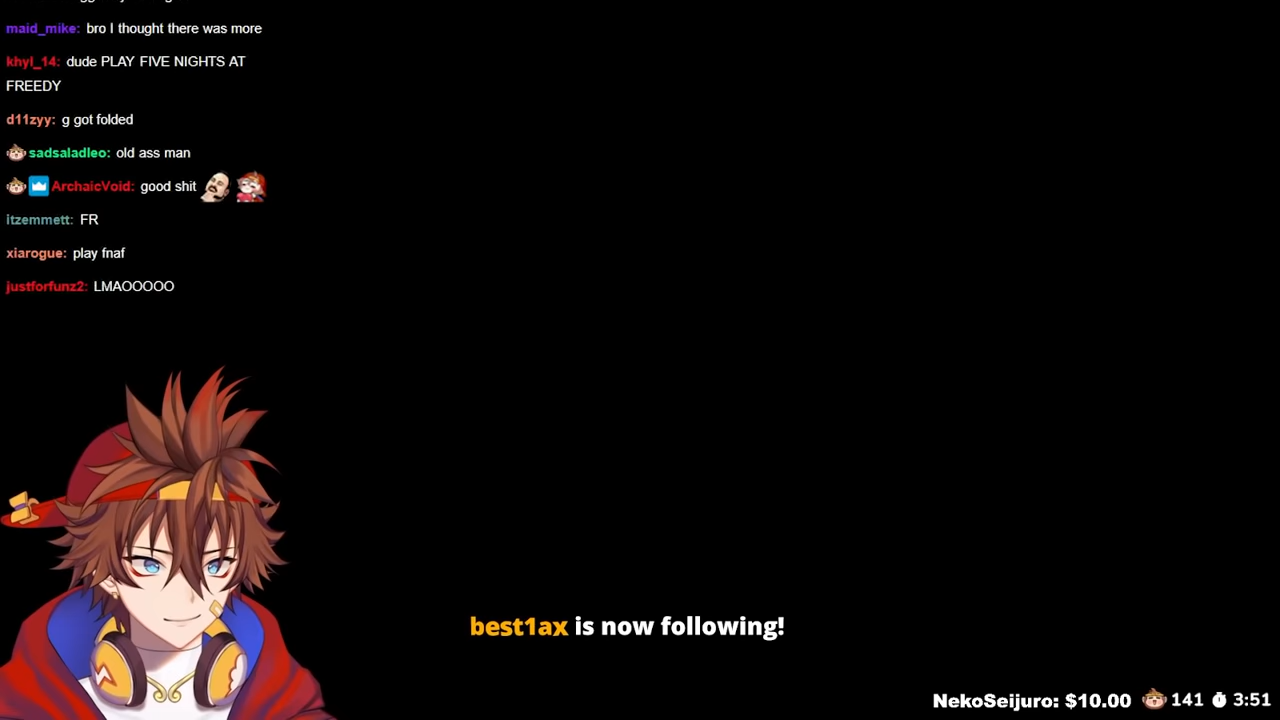 maid_mike: bro I thought there was more
khyl_14: dude PLAY FIVE NIGHTS AT
FREEDY
d11zyy: g got folded
sadsaladleo: old ass man
ArchaicVoid: good shit
itzemmett: FR
xiarogue: play fnaf
justforfunz2: LMAOOOOO
best1ax is now following!
NekoSeijuro: $10.00 141 3:51